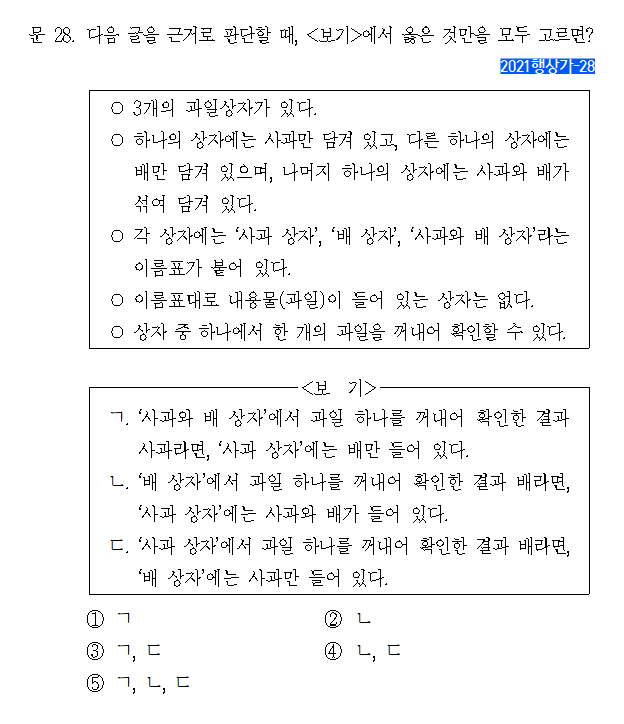 문 28. 다음 글을 근거로 판단할 때, <보기>에서 옳은 것만을 모두 고르면?
2021행상가-28
○ 3개의 과일상자가 있다.
○ 하나의 상자에는 사과만 담겨 있고, 다른 하나의 상자에는
배만 담겨 있으며, 나머지 하나의 상자에는 사과와 배가
섞여 담겨 있다.
○ 각 상자에는 ‘사과 상자’, ‘배 상자’, ‘사과와 배 상자’라는
이름표가 붙어 있다.
○ 이름표대로 내용물(과일)이 들어 있는 상자는 없다.
○ 상자 중 하나에서 한 개의 과일을 꺼내어 확인할 수 있다.
<보 기>
ㄱ. ‘사과와 배 상자’에서 과일 하나를 꺼내어 확인한 결과
사과라면, ‘사과 상자’에는 배만 들어 있다.
ㄴ. ‘배 상자’에서 과일 하나를 꺼내어 확인한 결과 배라면,
‘사과 상자’에는 사과와 배가 들어 있다.
ㄷ. ‘사과 상자’에서 과일 하나를 꺼내어 확인한 결과 배라면,
‘배 상자’에는 사과만 들어 있다.
① ㄱ ② ㄴ
③ ㄱ, ㄷ ④ ㄴ, ㄷ
⑤ ㄱ, ㄴ, ㄷ